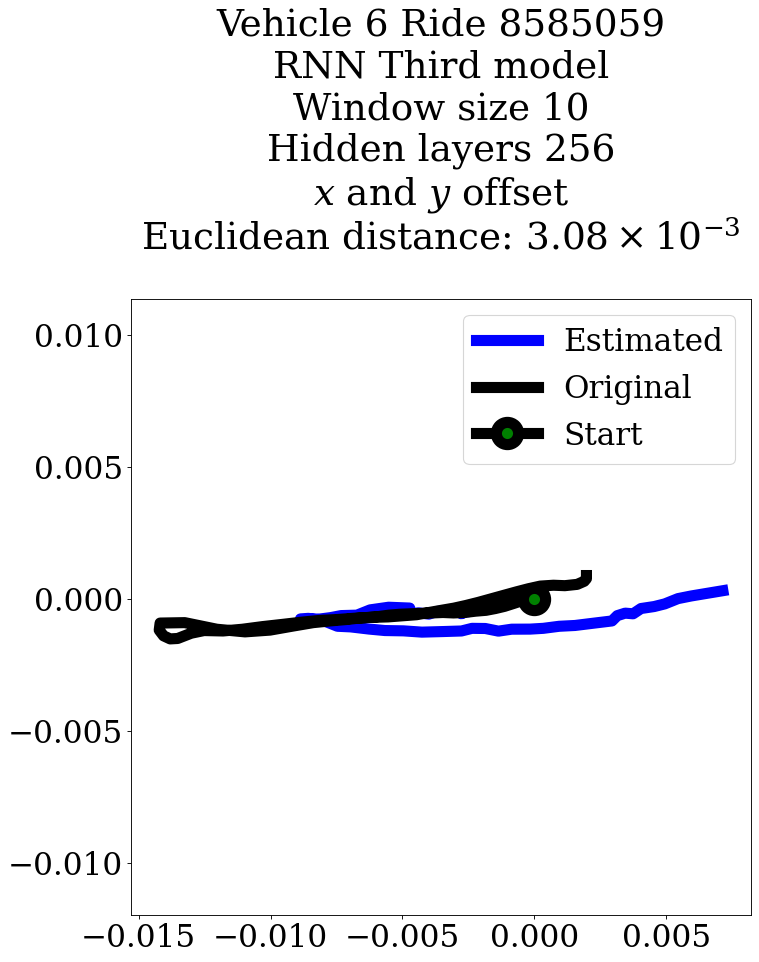 Vehicle 6 Ride 8585059
RNN Third model
Window size 10
Hidden layers 256
x and y offset
Euclidean distance: 3.08 × 10⁻³
Estimated
Original
Start
0.010
0.005
0.000
−0.005
−0.010
−0.015 −0.010 −0.005 0.000 0.005